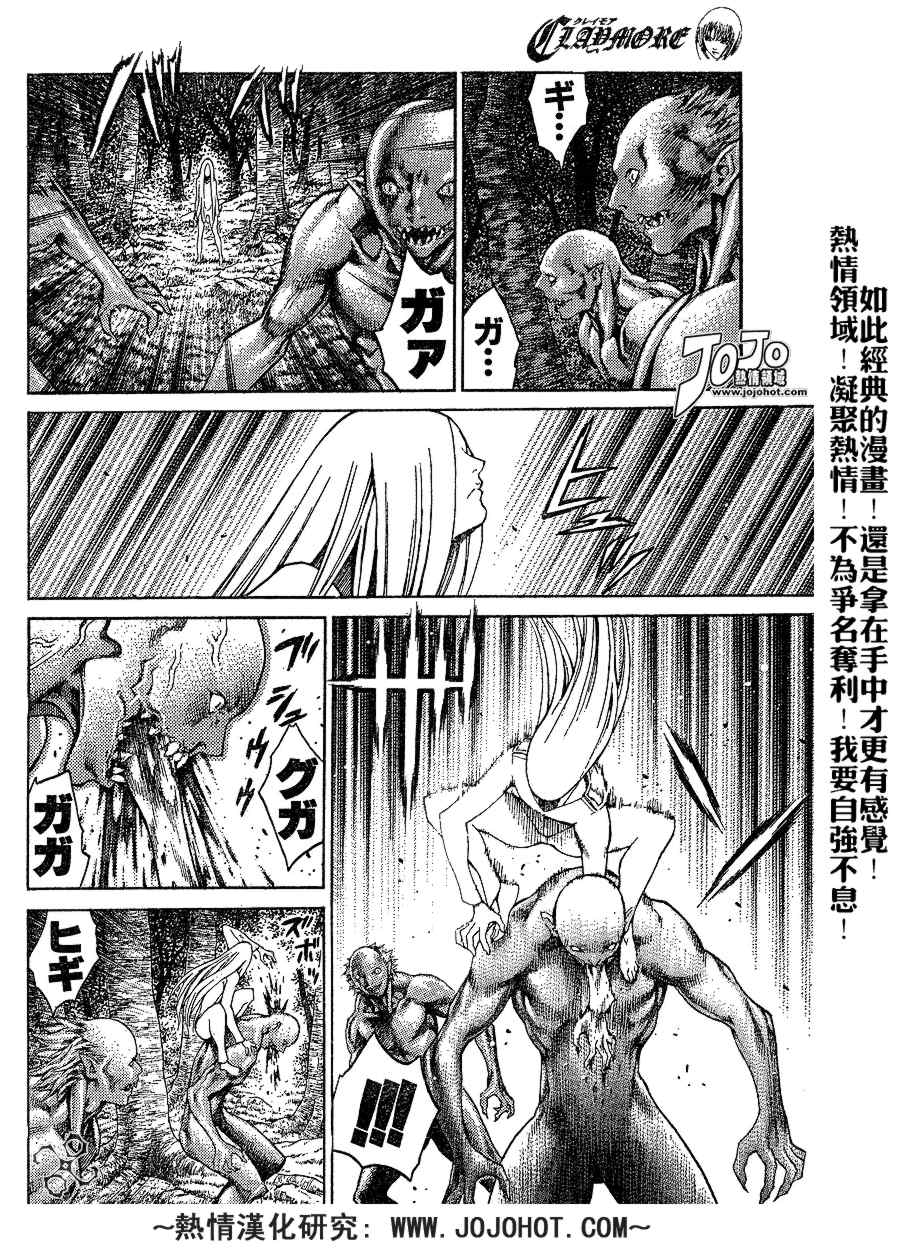 クレイモア
CLAYMORE
ギ…
ガ…
ガァ
JOJO
熱情領域
www.jojohot.com
如此經典的漫畫！還是拿在手中才更有感覺！
熱情領域！凝聚熱情！不為爭名奪利！我要自強不息！
ビッ
!!!!
ブシュウウ
グガ
ガガ
ズボッ
ヒギ
~熱情漢化研究: WWW.JOJOHOT.COM~